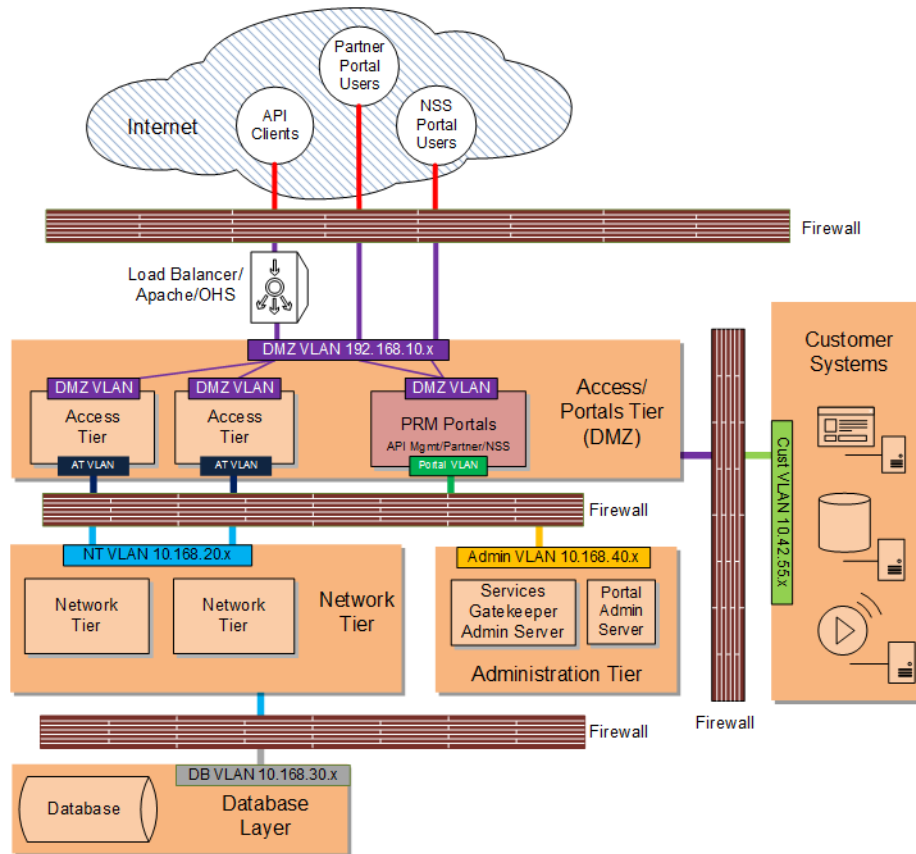 Partner
Portal
Users
Internet
API
Clients
NSS
Portal
Users
Firewall
Load Balancer/
Apache/OHS
DMZ VLAN 192.168.10.x
DMZ VLAN
Access
Tier
AT VLAN
DMZ VLAN
Access
Tier
AT VLAN
DMZ VLAN
PRM Portals
API Mgmt/Partner/NSS
Portal VLAN
Access/
Portals Tier
(DMZ)
Customer
Systems
Cust VLAN 10.42.55.x
Firewall
NT VLAN 10.168.20.x
Network
Tier
Network
Tier
Network
Tier
Admin VLAN 10.168.40.x
Services
Gatekeeper
Admin Server
Portal
Admin
Server
Administration Tier
Firewall
Firewall
DB VLAN 10.168.30.x
Database
Database
Layer